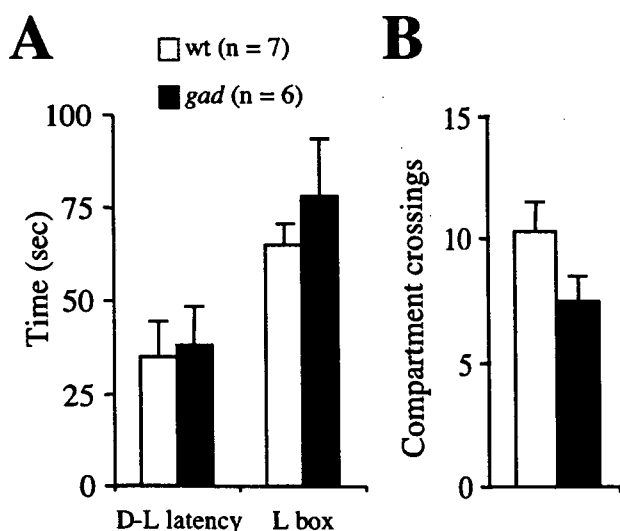 A
wt (n = 7)
gad (n = 6)
Time (sec)
100
75
50
25
0
D-L latency
L box
B
Compartment crossings
15
10
5
0